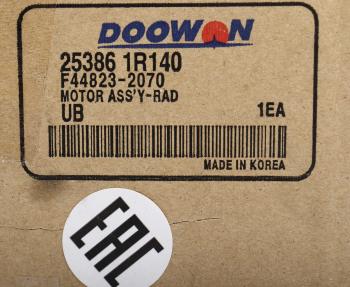 DOOWON
25386 1R140
F44823-2070
MOTOR ASS'Y-RAD
UB 1EA
MADE IN KOREA
EAC